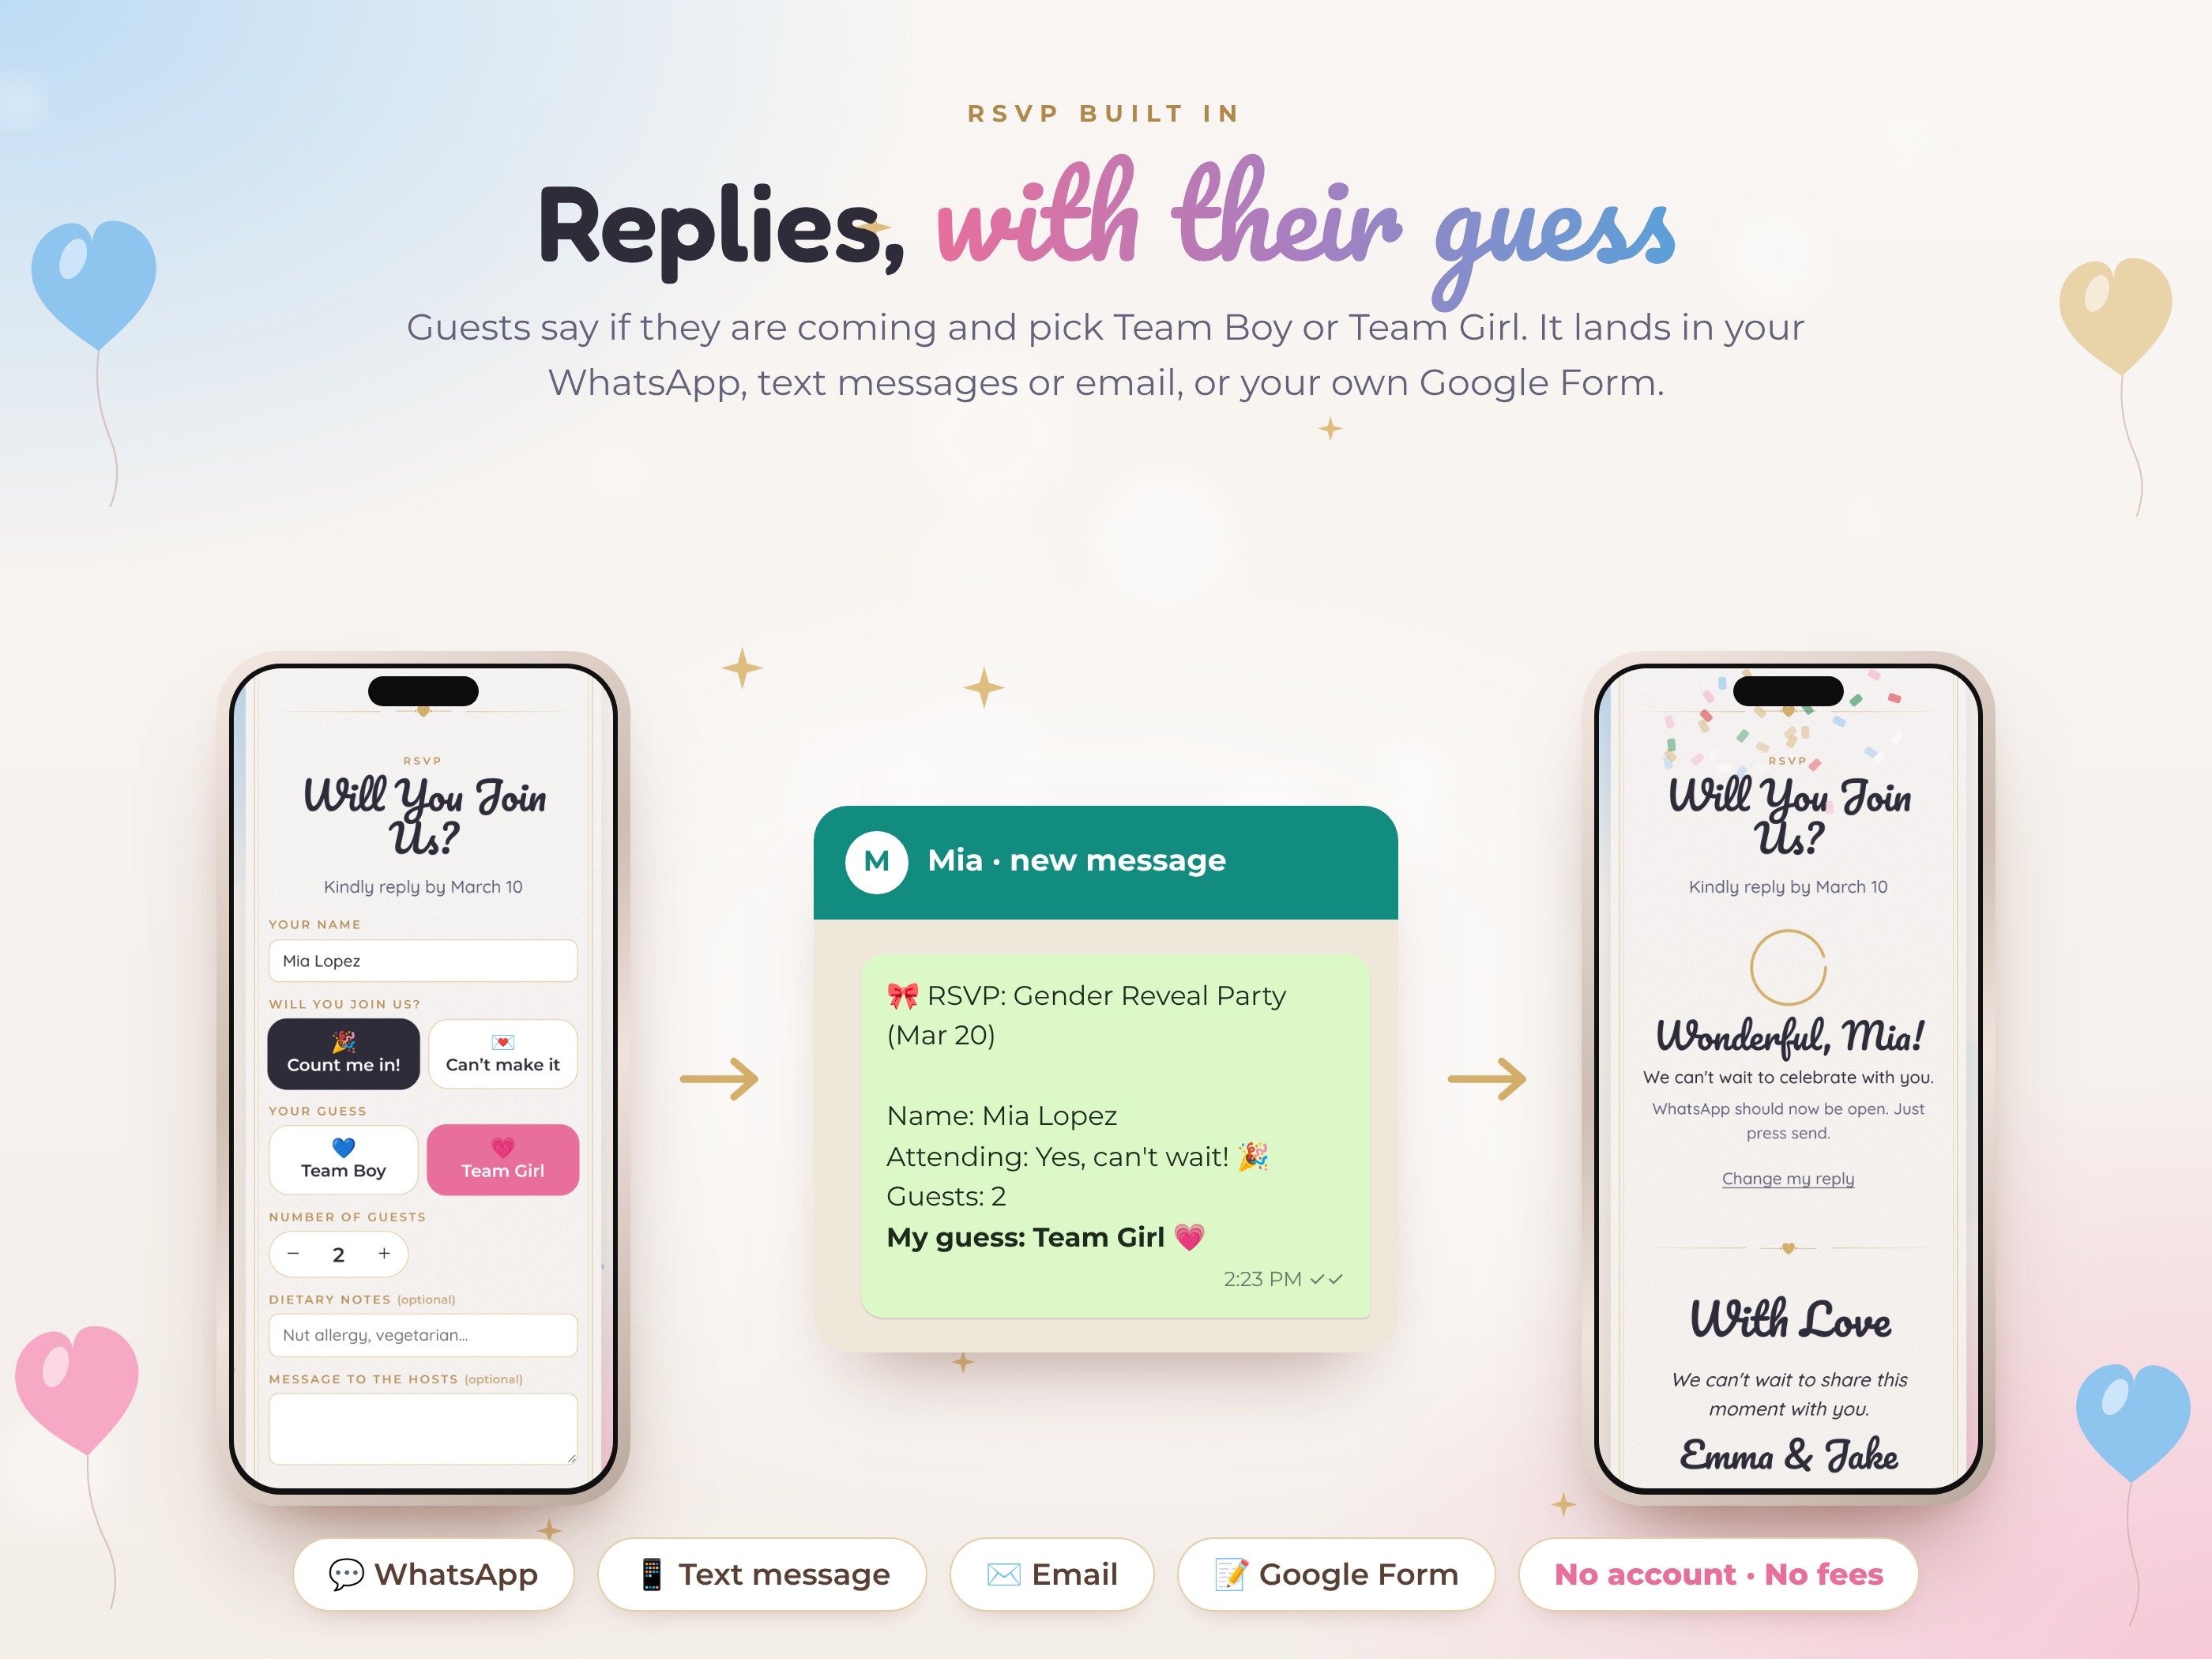 RSVP BUILT IN
Replies, with their guess
Guests say if they are coming and pick Team Boy or Team Girl. It lands in your
WhatsApp, text messages or email, or your own Google Form.
RSVP
Will You Join
Us?
Kindly reply by March 10
YOUR NAME
Mia Lopez
WILL YOU JOIN US?
🎉 Count me in!
💌 Can't make it
YOUR GUESS
💙 Team Boy
💗 Team Girl
NUMBER OF GUESTS
− 2 +
DIETARY NOTES (optional)
Nut allergy, vegetarian...
MESSAGE TO THE HOSTS (optional)
M
Mia · new message
🎀 RSVP: Gender Reveal Party
(Mar 20)
Name: Mia Lopez
Attending: Yes, can't wait! 🎉
Guests: 2
My guess: Team Girl 💗
2:23 PM ✓✓
RSVP
Will You Join
Us?
Kindly reply by March 10
Wonderful, Mia!
We can't wait to celebrate with you.
WhatsApp should now be open. Just
press send.
Change my reply
With Love
We can't wait to share this
moment with you.
Emma & Jake
💬 WhatsApp
📱 Text message
✉️ Email
📝 Google Form
No account · No fees